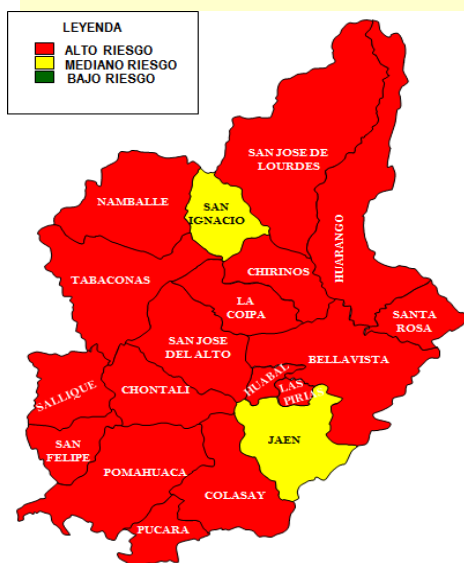 LEYENDA
ALTO RIESGO
MEDIANO RIESGO
BAJO RIESGO
SAN JOSE DE
LOURDES
NAMBALLE
SAN
IGNACIO
HUARANGO
TABACONAS
CHIRINOS
LA
COIPA
SANTA
ROSA
SAN JOSE
DEL ALTO
BELLAVISTA
HUABAL
LAS
PIRIAS
SALLIQUE
CHONTALI
JAEN
SAN
FELIPE
POMAHUACA
COLASAY
PUCARA